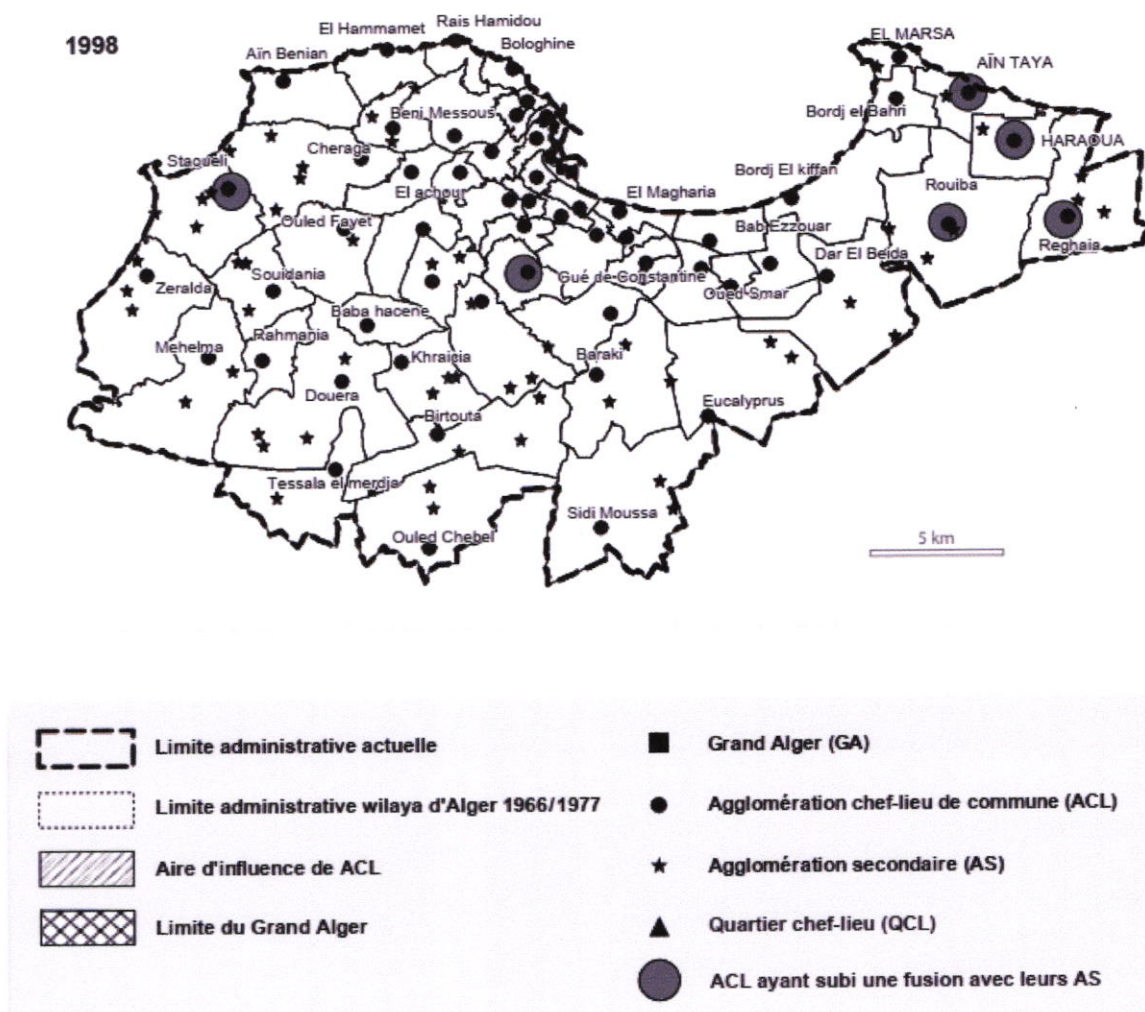 1998
El Hammamet
Rais Hamidou
Aïn Benian
Bologhine
EL MARSA
AÏN TAYA
Beni Messous
Bordj el Bahri
Cheraga
HARAOUA
Staoueli
Bordj El kiffan
El achour
El Magharia
Rouiba
Ouled Fayet
Bab Ezzouar
Dar El Beida
Reghaia
Zeralda
Souidania
Gué de Constantine
Oued Smar
Baba hacene
Mehelma
Rahmania
Khraicia
Baraki
Douera
Birtouta
Eucalyprus
Tessala el merdja
Sidi Moussa
Ouled Chebel
5 km
Limite administrative actuelle
Limite administrative wilaya d'Alger 1966/1977
Aire d'influence de ACL
Limite du Grand Alger
Grand Alger (GA)
Agglomération chef-lieu de commune (ACL)
Agglomération secondaire (AS)
Quartier chef-lieu (QCL)
ACL ayant subi une fusion avec leurs AS